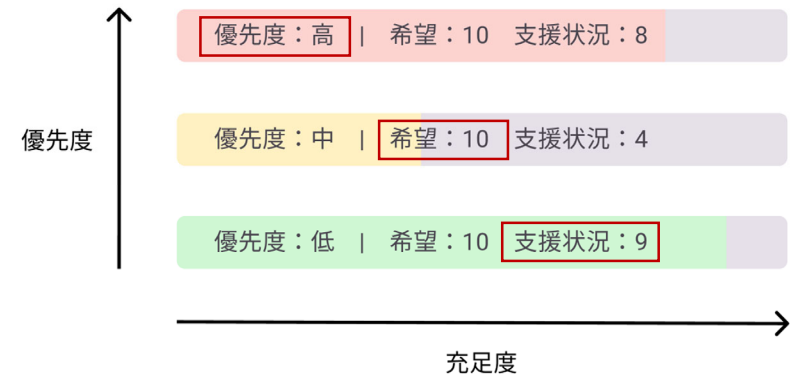 優先度：高 | 希望：10 支援状況：8
優先度
優先度：中 | 希望：10 支援状況：4
優先度：低 | 希望：10 支援状況：9
充足度